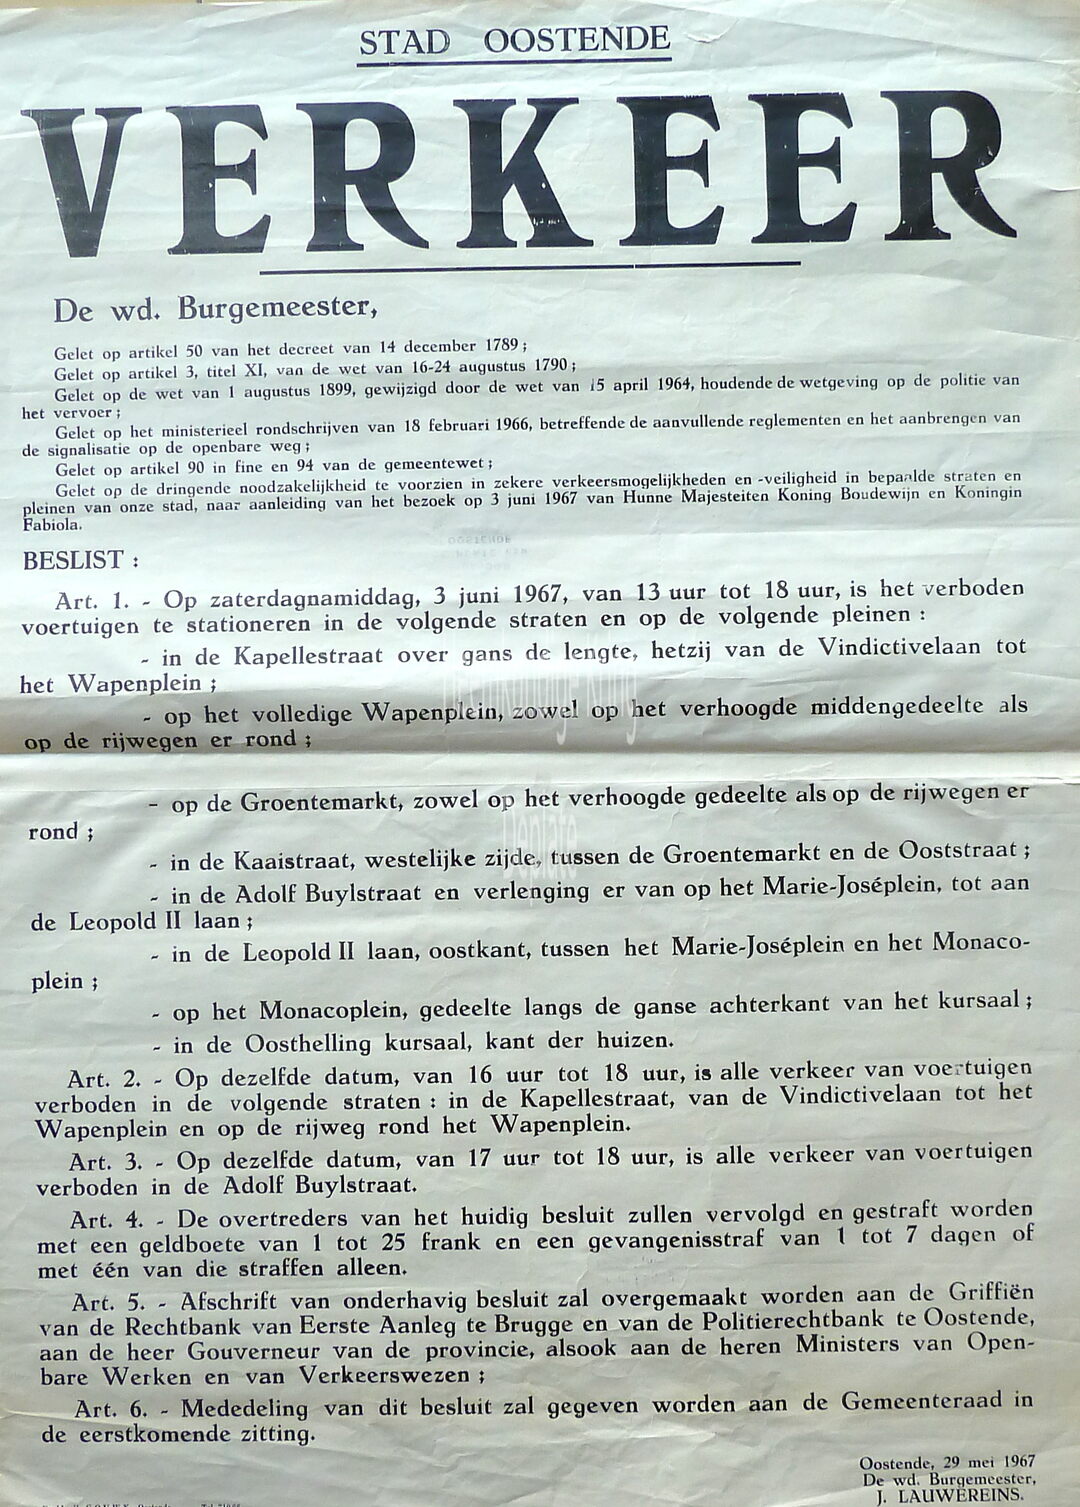 STAD OOSTENDE
VERKEER
De wd. Burgemeester,
Gelet op artikel 50 van het decreet van 14 december 1789;
Gelet op artikel 3, titel XI, van de wet van 16-24 augustus 1790;
Gelet op de wet van 1 augustus 1899, gewijzigd door de wet van 15 april 1964, houdende de wetgeving op de politie van
het vervoer;
Gelet op het ministerieel rondschrijven van 18 februari 1966, betreffende de aanvullende reglementen en het aanbrengen van
de signalisatie op de openbare weg;
Gelet op artikel 90 in fine en 94 van de gemeentewet;
Gelet op de dringende noodzakelijkheid te voorzien in zekere verkeersmogelijkheden en -veiligheid in bepaalde straten en
pleinen van onze stad, naar aanleiding van het bezoek op 3 juni 1967 van Hunne Majesteiten Koning Boudewijn en Koningin
Fabiola.
BESLIST :
Art. 1. - Op zaterdagnamiddag, 3 juni 1967, van 13 uur tot 18 uur, is het verboden
voertuigen te stationeren in de volgende straten en op de volgende pleinen :
- in de Kapellestraat over gans de lengte, hetzij van de Vindictivelaan tot
het Wapenplein ;
- op het volledige Wapenplein, zowel op het verhoogde middengedeelte als
op de rijwegen er rond ;
- op de Groentemarkt, zowel op het verhoogde gedeelte als op de rijwegen er
rond ;
Deplate
- in de Kaaistraat, westelijke zijde, tussen de Groentemarkt en de Ooststraat ;
- in de Adolf Buylstraat en verlenging er van op het Marie-Joséplein, tot aan
de Leopold II laan ;
- in de Leopold II laan, oostkant, tussen het Marie-Joséplein en het Monaco-
plein ;
- op het Monacoplein, gedeelte langs de ganse achterkant van het kursaal ;
- in de Oosthelling kursaal, kant der huizen.
Art. 2. - Op dezelfde datum, van 16 uur tot 18 uur, is alle verkeer van voertuigen
verboden in de volgende straten : in de Kapellestraat, van de Vindictivelaan tot het
Wapenplein en op de rijweg rond het Wapenplein.
Art. 3. - Op dezelfde datum, van 17 uur tot 18 uur, is alle verkeer van voertuigen
verboden in de Adolf Buylstraat.
Art. 4. - De overtreders van het huidig besluit zullen vervolgd en gestraft worden
met een geldboete van 1 tot 25 frank en een gevangenisstraf van 1 tot 7 dagen of
met één van die straffen alleen.
Art. 5. - Afschrift van onderhavig besluit zal overgemaakt worden aan de Griffiën
van de Rechtbank van Eerste Aanleg te Brugge en van de Politierechtbank te Oostende,
aan de heer Gouverneur van de provincie, alsook aan de heren Ministers van Open-
bare Werken en van Verkeerswezen ;
Art. 6. - Mededeling van dit besluit zal gegeven worden aan de Gemeenteraad in
de eerstkomende zitting.
Oostende, 29 mei 1967
De wd. Burgemeester,
J. LAUWEREINS.